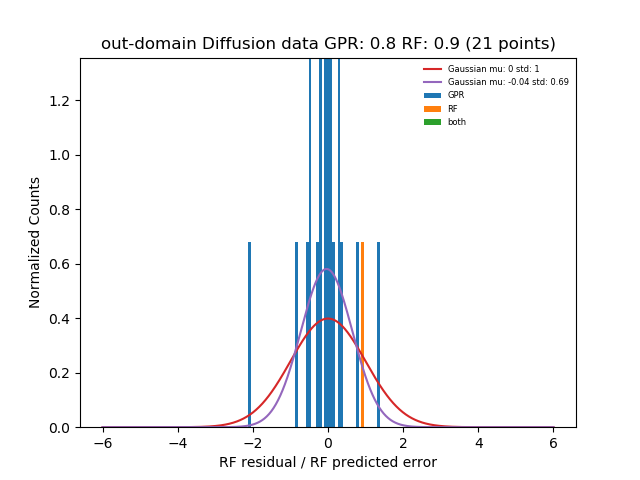 out-domain Diffusion data GPR: 0.8 RF: 0.9 (21 points)
Gaussian mu: 0 std: 1
Gaussian mu: -0.04 std: 0.69
GPR
RF
both
Normalized Counts
1.2
1.0
0.8
0.6
0.4
0.2
0.0
−6 −4 −2 0 2 4 6
RF residual / RF predicted error